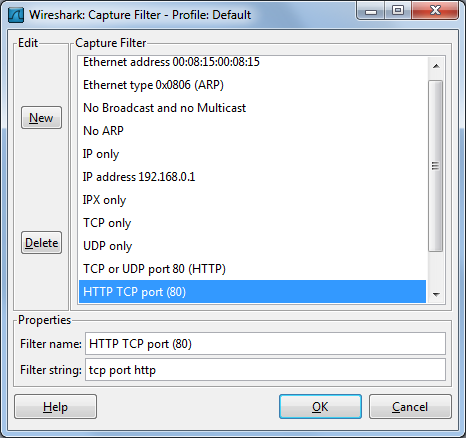 Wireshark: Capture Filter - Profile: Default
Edit
Capture Filter
Ethernet address 00:08:15:00:08:15
Ethernet type 0x0806 (ARP)
No Broadcast and no Multicast
No ARP
IP only
IP address 192.168.0.1
IPX only
TCP only
UDP only
TCP or UDP port 80 (HTTP)
HTTP TCP port (80)
New
Delete
Properties
Filter name: HTTP TCP port (80)
Filter string: tcp port http
Help
OK
Cancel